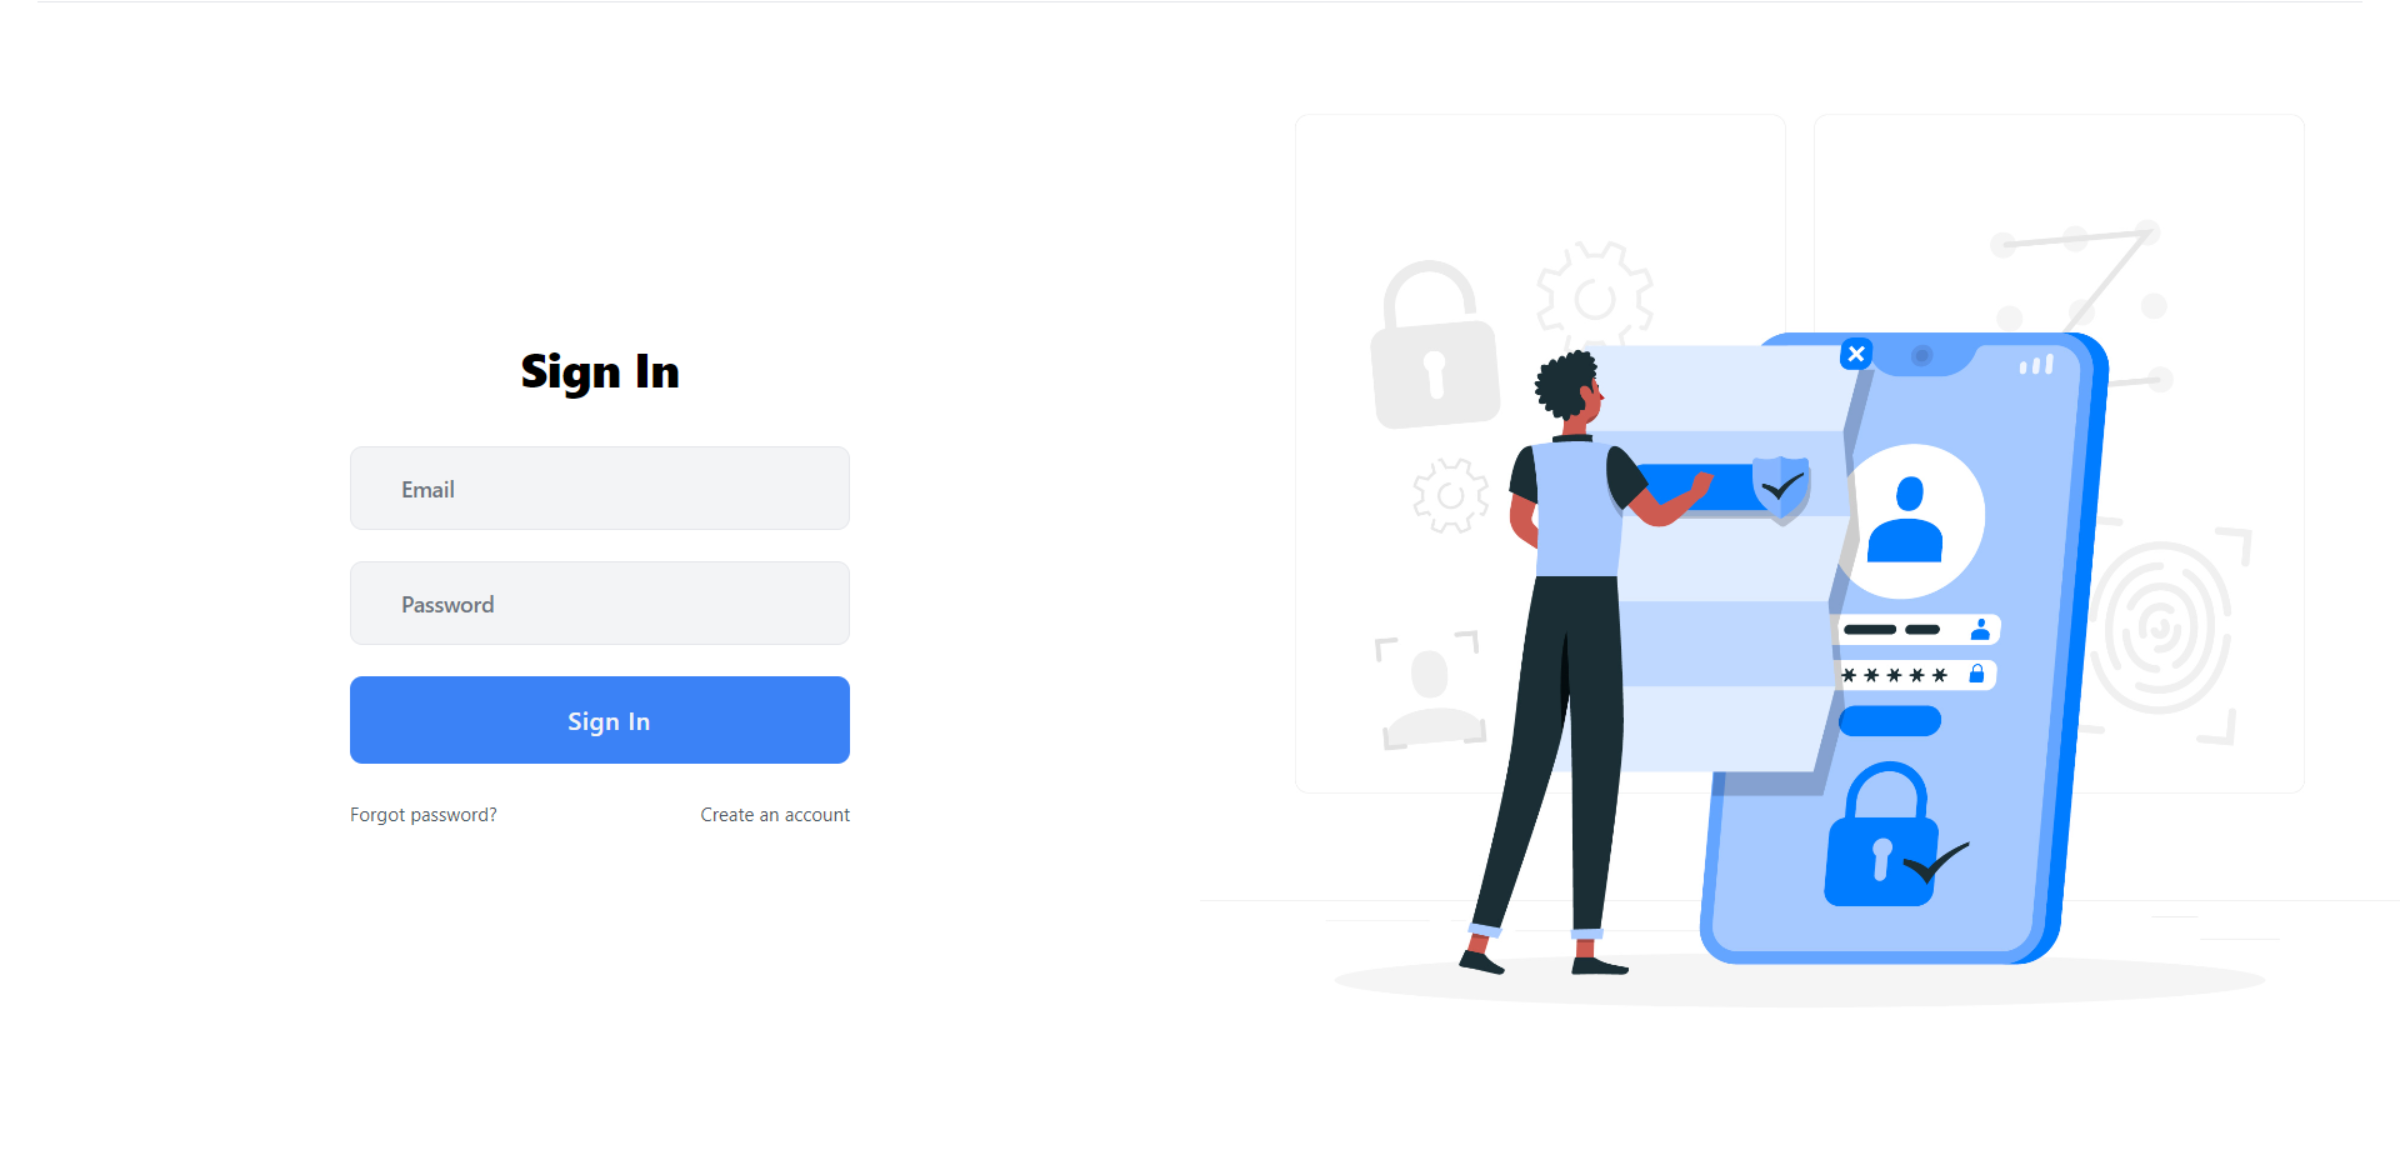 Sign In
Email
Password
Sign In
Forgot password?
Create an account
*****